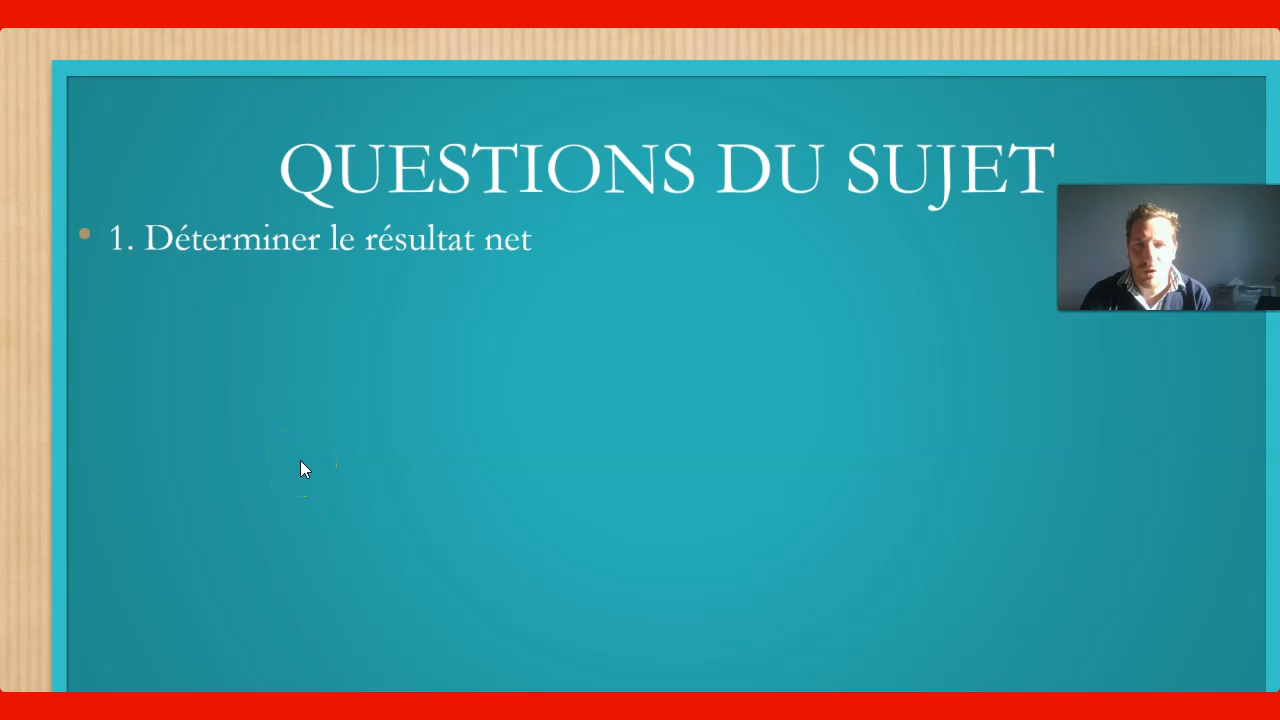 QUESTIONS DU SUJET
1. Déterminer le résultat net